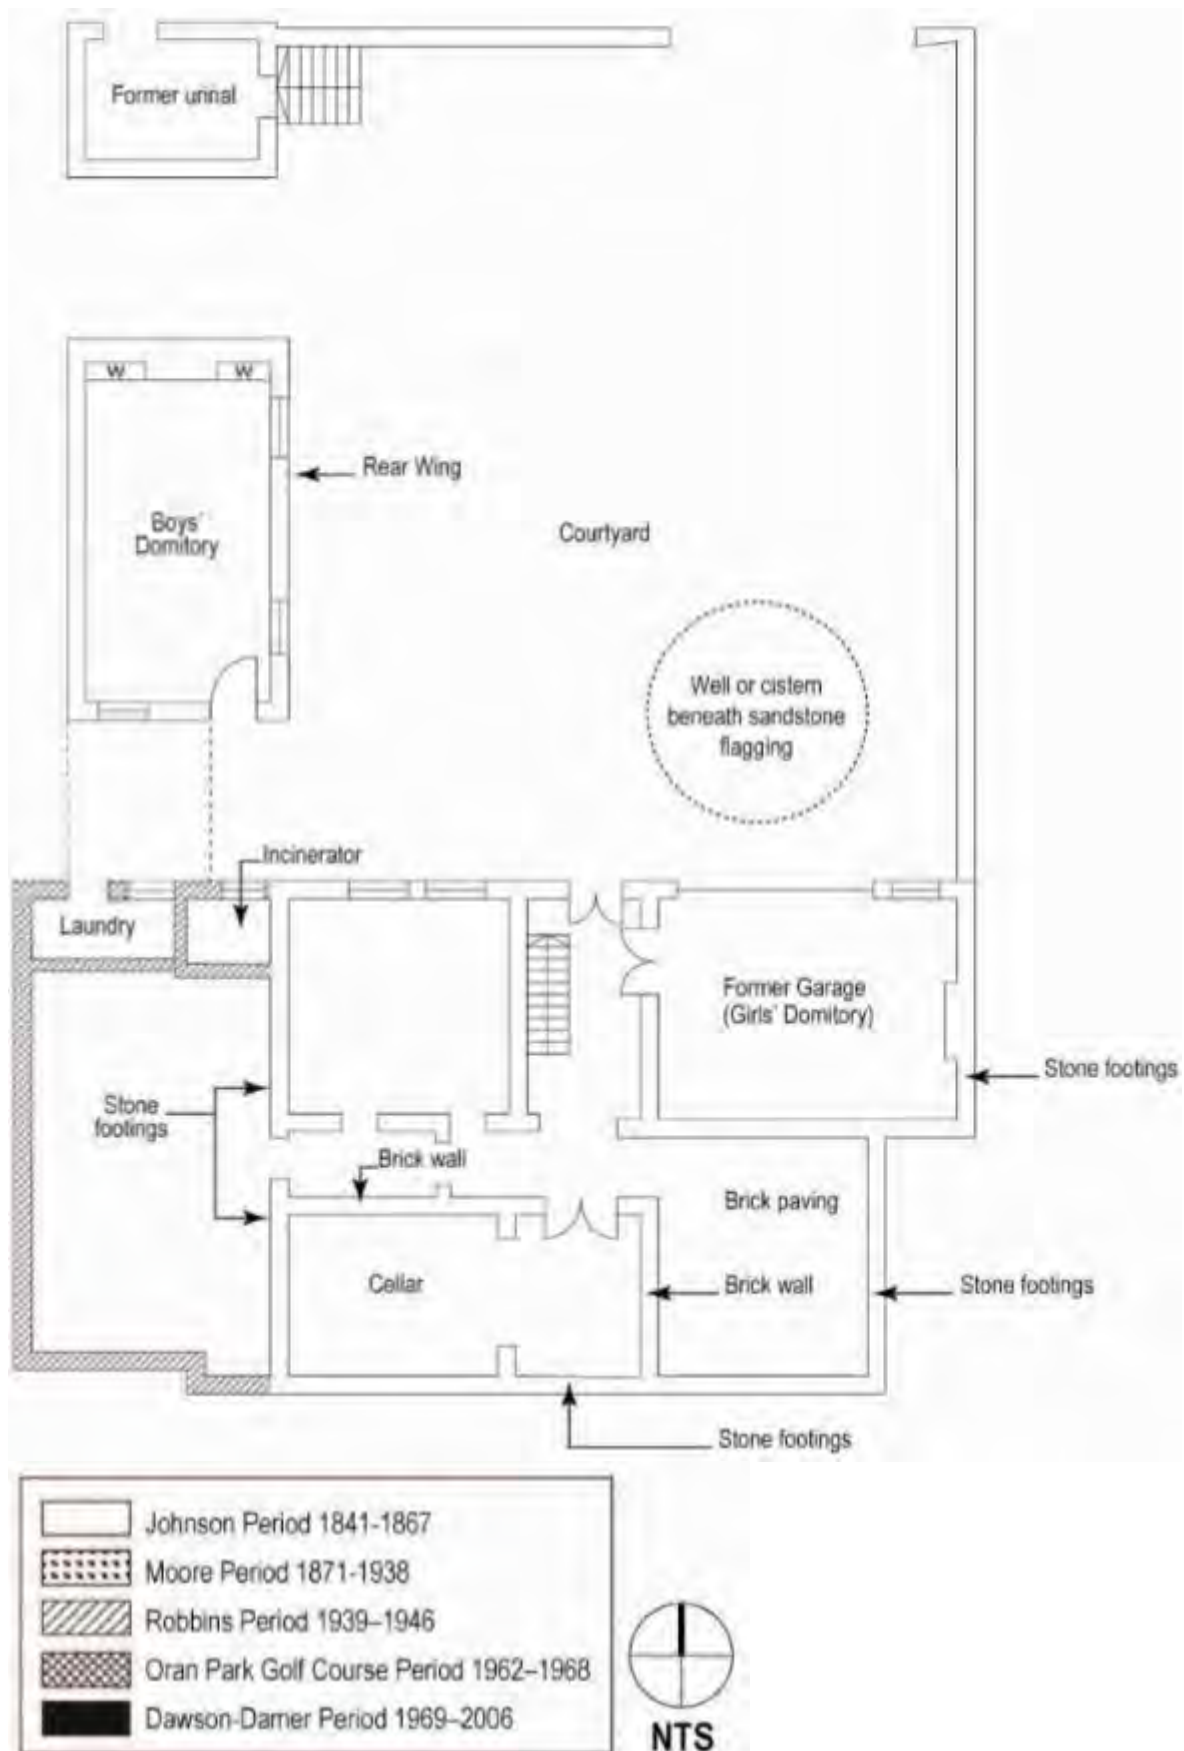 Former urinal
W
W
Rear Wing
Boys'
Domitory
Courtyard
Well or cistern
beneath sandstone
flagging
Incinerator
Laundry
Former Garage
(Girls' Domitory)
Stone footings
Stone
footings
Brick wall
Brick paving
Cellar
Brick wall
Stone footings
Stone footings
Johnson Period 1841-1867
Moore Period 1871-1938
Robbins Period 1939–1946
Oran Park Golf Course Period 1962–1968
Dawson-Damer Period 1969–2006
NTS